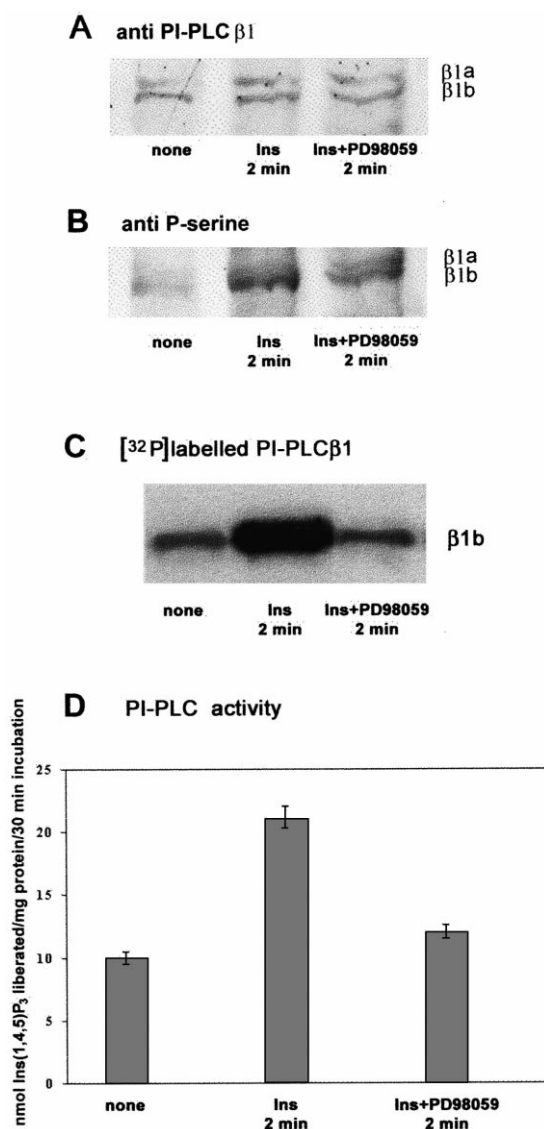 A anti PI-PLC β1
β1a
β1b
none Ins Ins+PD98059
2 min 2 min
B anti P-serine
β1a
β1b
none Ins Ins+PD98059
2 min 2 min
C [³²P]labelled PI-PLCβ1
β1b
none Ins Ins+PD98059
2 min 2 min
D PI-PLC activity
nmol Ins(1,4,5)P₃ liberated/mg protein/30 min incubation
25
20
15
10
5
0
none Ins Ins+PD98059
2 min 2 min